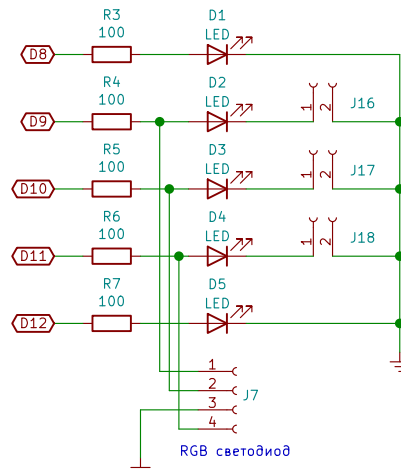 R3
100
D1
LED
D8
R4
100
D2
LED
D9
1
2
J16
R5
100
D3
LED
D10
1
2
J17
R6
100
D4
LED
D11
1
2
J18
R7
100
D5
LED
D12
1
2
3
4
J7
RGB светодиод